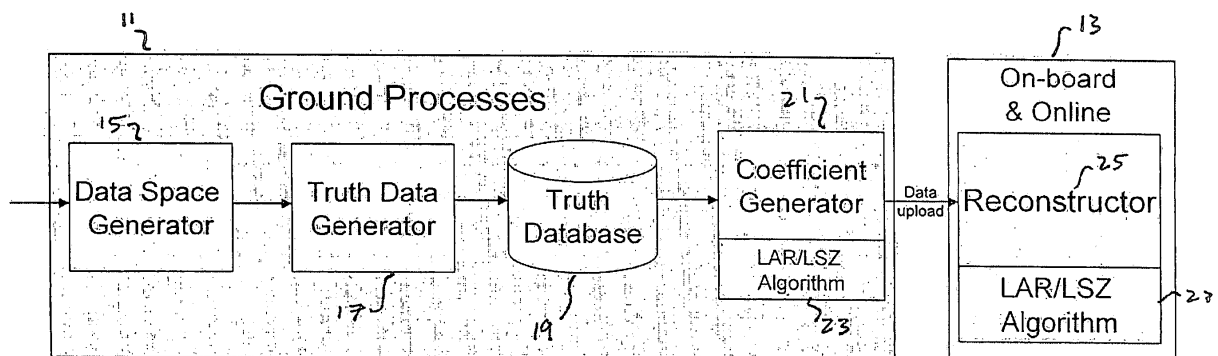 11
13
Ground Processes
On-board
& Online
15
Data Space
Generator
Truth Data
Generator
17
Truth
Database
19
21
Coefficient
Generator
LAR/LSZ
Algorithm
23
Data
upload
25
Reconstructor
LAR/LSZ
Algorithm